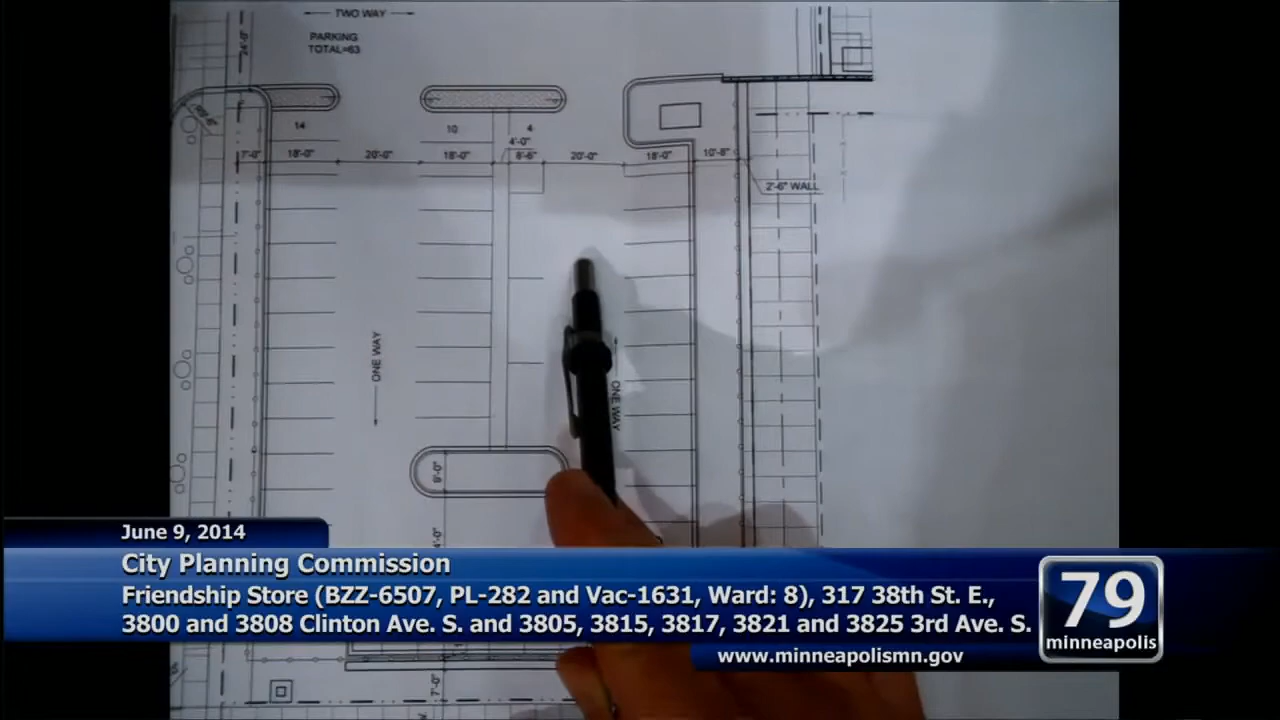 TWO WAY
PARKING
TOTAL=63
24'-0"
14
10
4
4'-0"
7'-0"
18'-0"
20'-0"
18'-0"
8'-6"
20'-0"
18'-0"
10'-8"
2'-6" WALL
ONE WAY
ONE WAY
9'-0"
7'-0"
June 9, 2014
City Planning Commission
Friendship Store (BZZ-6507, PL-282 and Vac-1631, Ward: 8), 317 38th St. E.,
3800 and 3808 Clinton Ave. S. and 3805, 3815, 3817, 3821 and 3825 3rd Ave. S.
79
minneapolis
www.minneapolismn.gov